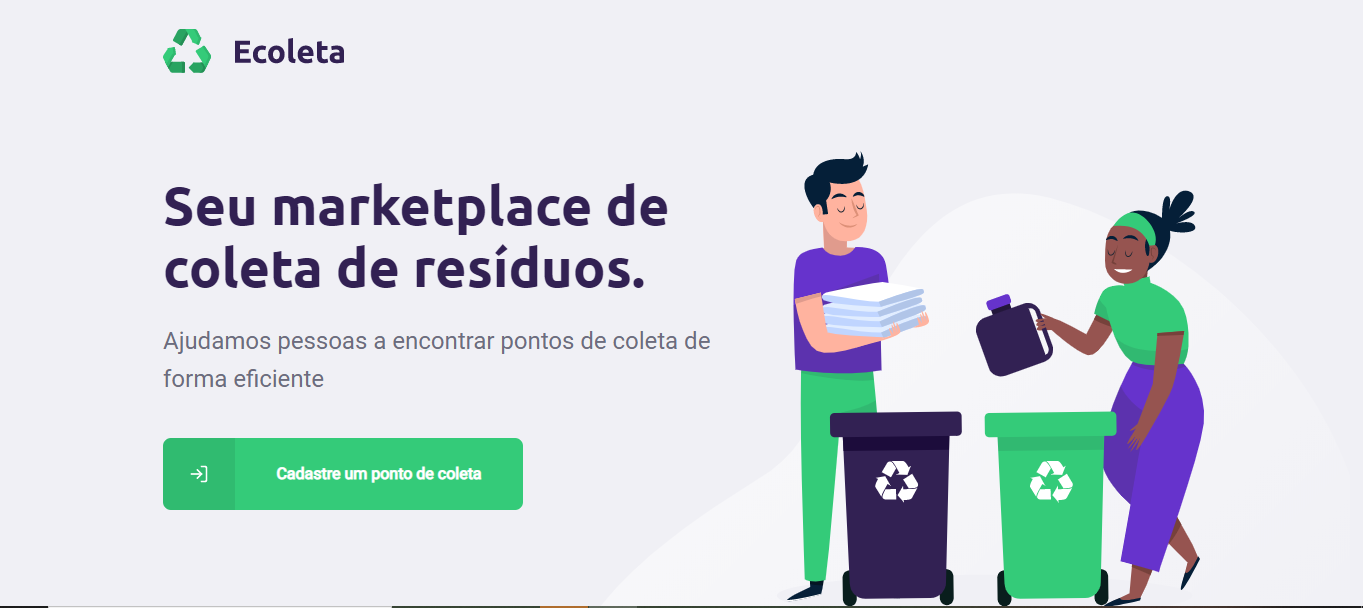 Ecoleta
Seu marketplace de
coleta de resíduos.
Ajudamos pessoas a encontrar pontos de coleta de
forma eficiente
Cadastre um ponto de coleta